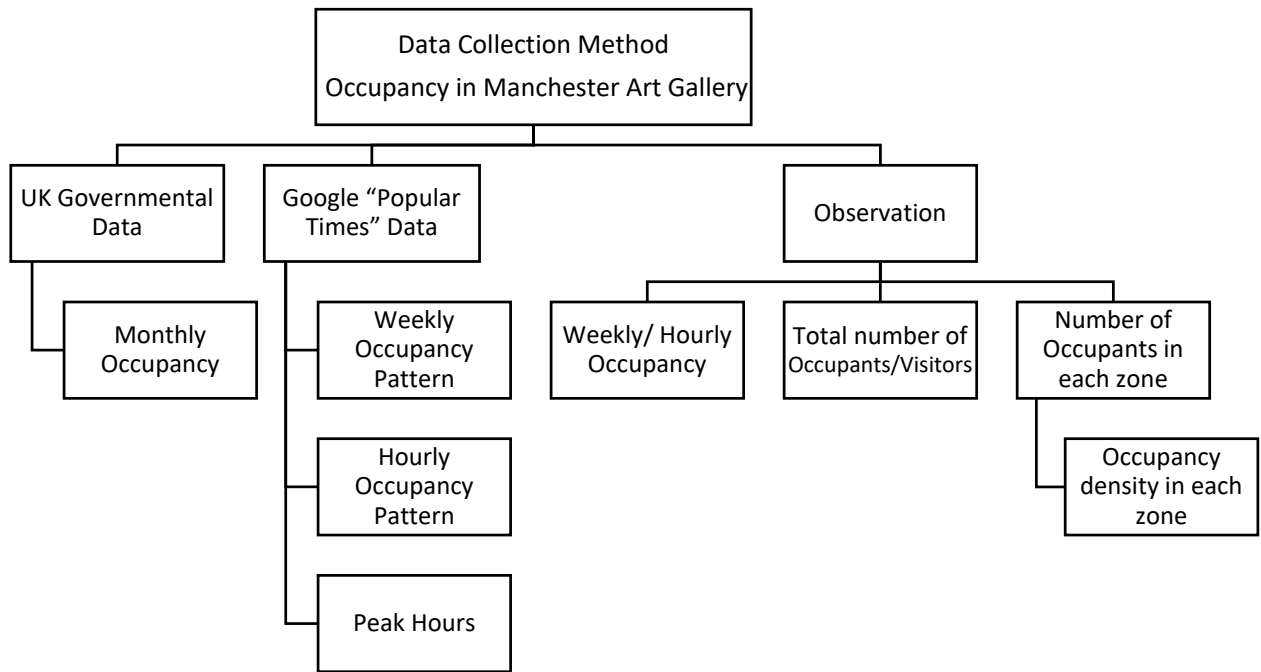 Data Collection Method
Occupancy in Manchester Art Gallery
UK Governmental
Data
Monthly
Occupancy
Google “Popular
Times” Data
Weekly
Occupancy
Pattern
Hourly
Occupancy
Pattern
Peak Hours
Observation
Weekly/ Hourly
Occupancy
Total number of
Occupants/Visitors
Number of
Occupants in
each zone
Occupancy
density in each
zone